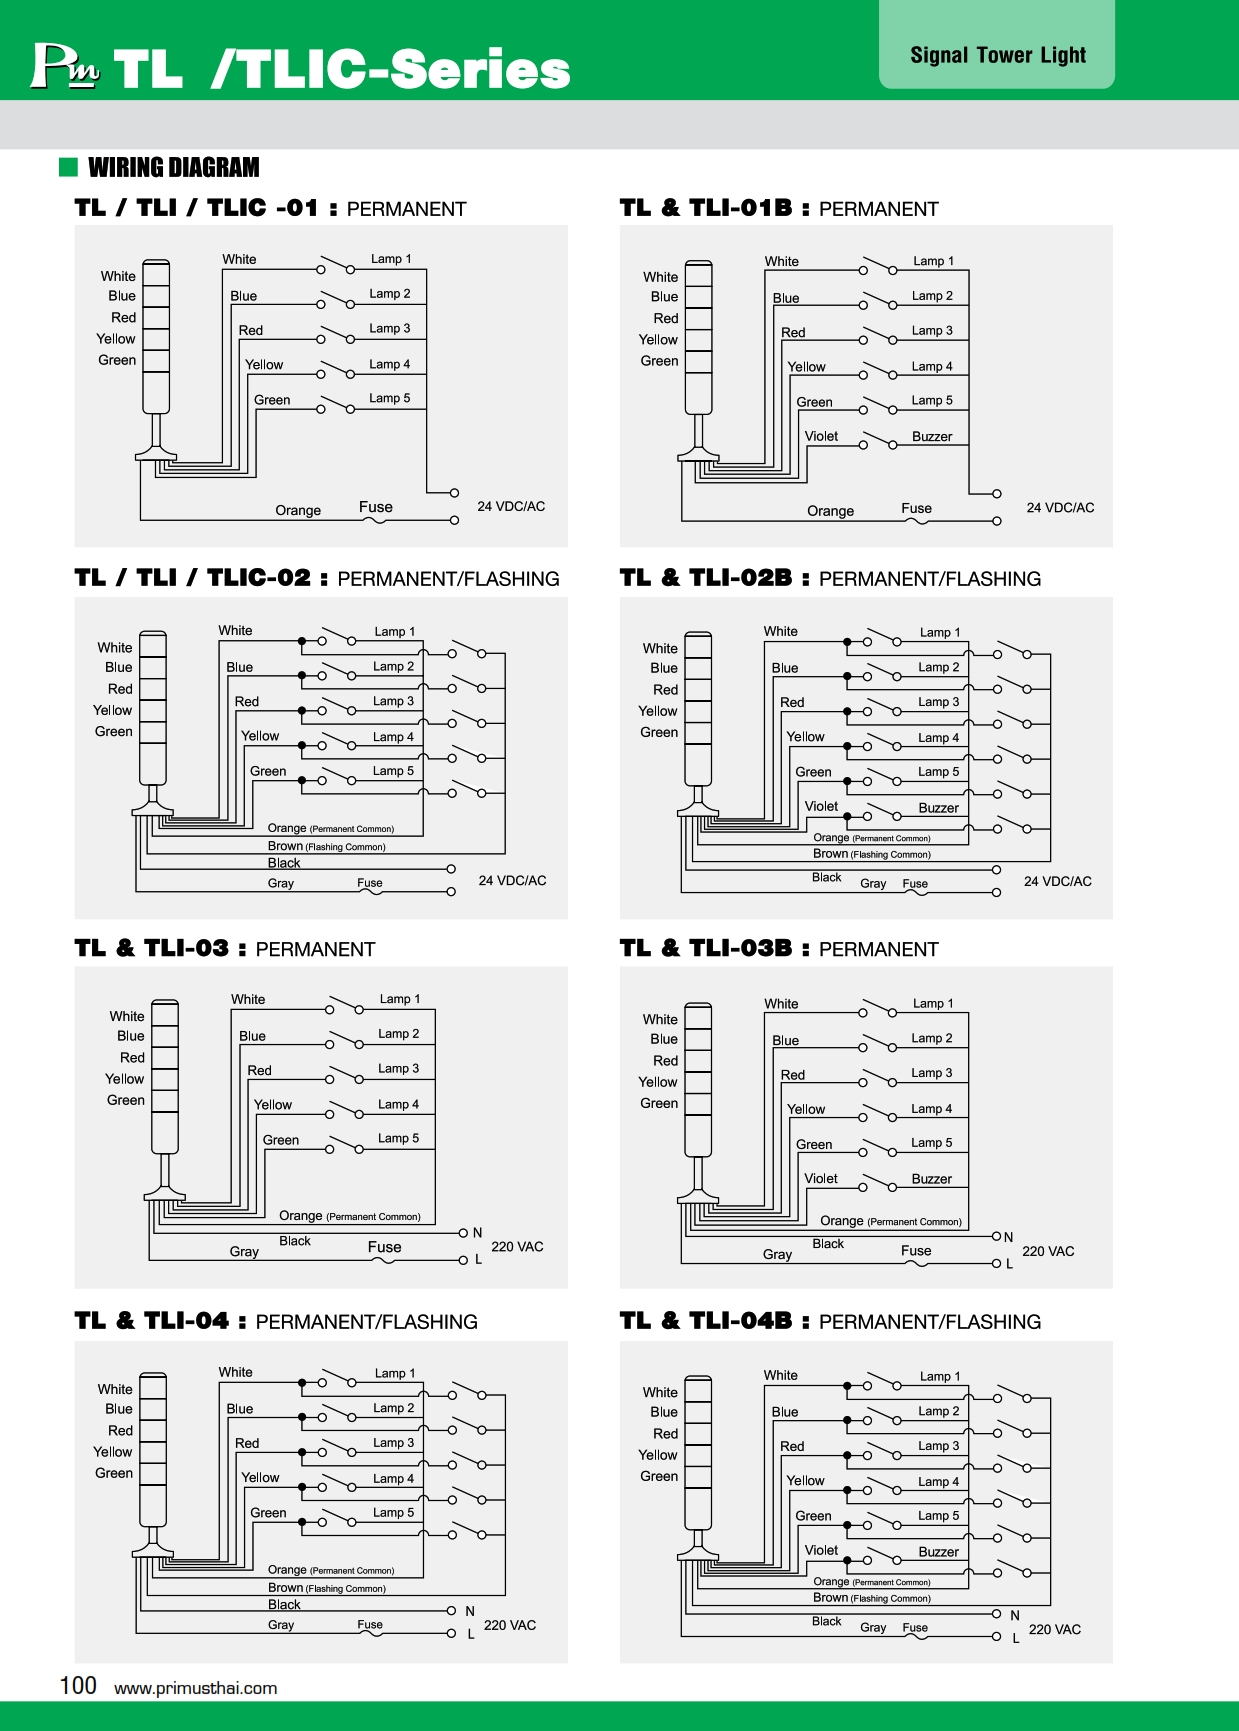 Pm TL /TLIC-Series
Signal Tower Light
WIRING DIAGRAM
TL / TLI / TLIC -01 : PERMANENT
White
Blue
Red
Yellow
Green
White
Lamp 1
Blue
Lamp 2
Red
Lamp 3
Yellow
Lamp 4
Green
Lamp 5
Orange
Fuse
24 VDC/AC
TL & TLI-01B : PERMANENT
White
Blue
Red
Yellow
Green
White
Lamp 1
Blue
Lamp 2
Red
Lamp 3
Yellow
Lamp 4
Green
Lamp 5
Violet
Buzzer
Orange
Fuse
24 VDC/AC
TL / TLI / TLIC-02 : PERMANENT/FLASHING
White
Blue
Red
Yellow
Green
White
Lamp 1
Blue
Lamp 2
Red
Lamp 3
Yellow
Lamp 4
Green
Lamp 5
Orange (Permanent Common)
Brown (Flashing Common)
Black
Gray
Fuse
24 VDC/AC
TL & TLI-02B : PERMANENT/FLASHING
White
Blue
Red
Yellow
Green
White
Lamp 1
Blue
Lamp 2
Red
Lamp 3
Yellow
Lamp 4
Green
Lamp 5
Violet
Buzzer
Orange (Permanent Common)
Brown (Flashing Common)
Black
Gray
Fuse
24 VDC/AC
TL & TLI-03 : PERMANENT
White
Blue
Red
Yellow
Green
White
Lamp 1
Blue
Lamp 2
Red
Lamp 3
Yellow
Lamp 4
Green
Lamp 5
Orange (Permanent Common)
Black
N
Gray
Fuse
L
220 VAC
TL & TLI-03B : PERMANENT
White
Blue
Red
Yellow
Green
White
Lamp 1
Blue
Lamp 2
Red
Lamp 3
Yellow
Lamp 4
Green
Lamp 5
Violet
Buzzer
Orange (Permanent Common)
Black
N
Gray
Fuse
L
220 VAC
TL & TLI-04 : PERMANENT/FLASHING
White
Blue
Red
Yellow
Green
White
Lamp 1
Blue
Lamp 2
Red
Lamp 3
Yellow
Lamp 4
Green
Lamp 5
Orange (Permanent Common)
Brown (Flashing Common)
Black
N
Gray
Fuse
L
220 VAC
TL & TLI-04B : PERMANENT/FLASHING
White
Blue
Red
Yellow
Green
White
Lamp 1
Blue
Lamp 2
Red
Lamp 3
Yellow
Lamp 4
Green
Lamp 5
Violet
Buzzer
Orange (Permanent Common)
Brown (Flashing Common)
Black
N
Gray
Fuse
L
220 VAC
100 www.primusthai.com